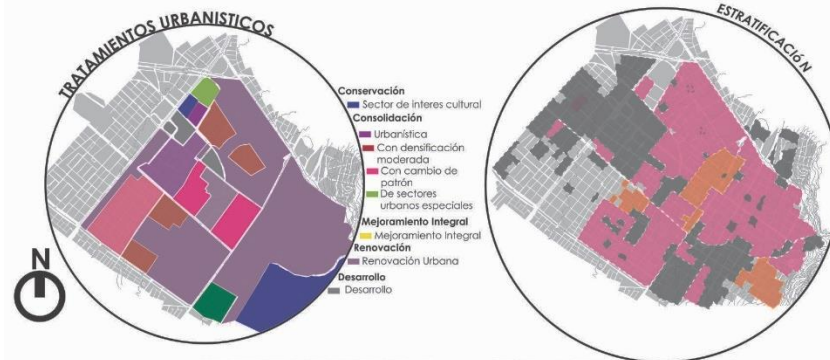 TRATAMIENTOS URBANISTICOS
Conservación
Sector de interes cultural
Consolidación
Urbanística
Con densificación
moderada
Con cambio de
patrón
De sectores
urbanos especiales
Mejoramiento Integral
Mejoramiento Integral
Renovación
Renovación Urbana
Desarrollo
Desarrollo
N
ESTRATIFICACIó N